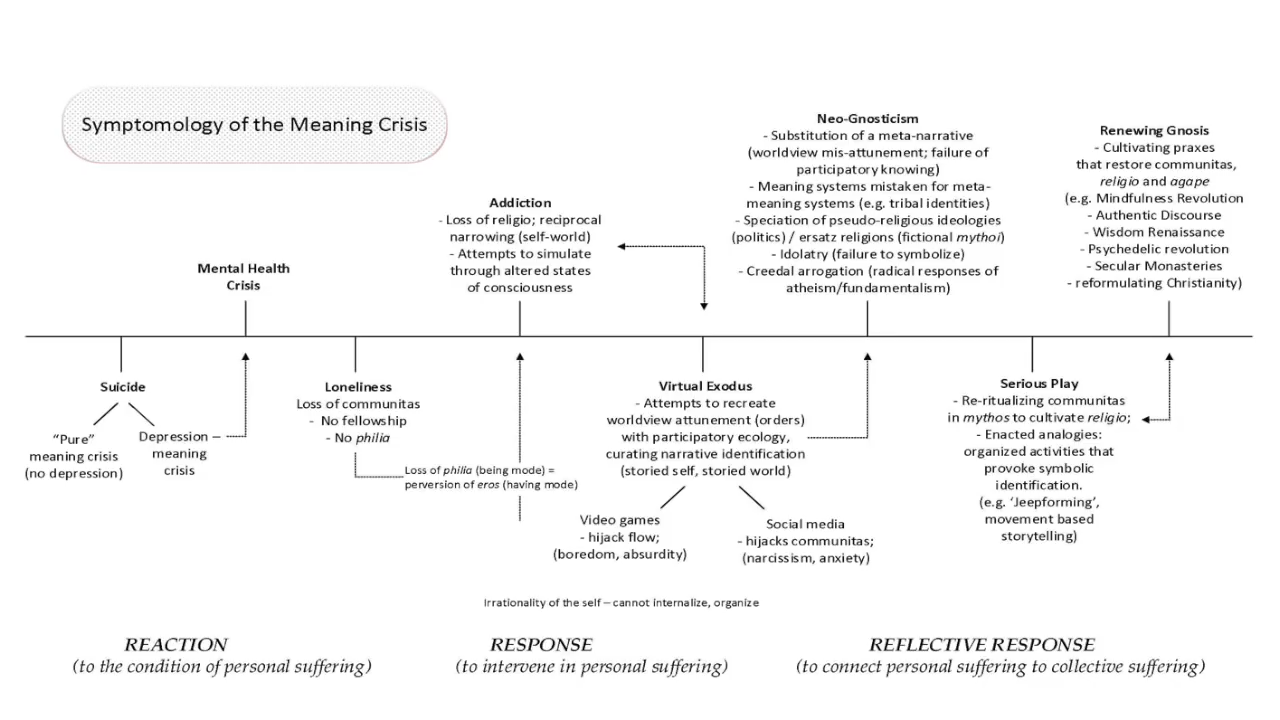 Symptomology of the Meaning Crisis
Mental Health
Crisis
Addiction
- Loss of religio; reciprocal
narrowing (self-world)
- Attempts to simulate
through altered states
of consciousness
Neo-Gnosticism
- Substitution of a meta-narrative
(worldview mis-attunement; failure of
participatory knowing)
- Meaning systems mistaken for meta-
meaning systems (e.g. tribal identities)
- Speciation of pseudo-religious ideologies
(politics) / ersatz religions (fictional mythoi)
- Idolatry (failure to symbolize)
- Creedal arrogation (radical responses of
atheism/fundamentalism)
Renewing Gnosis
- Cultivating praxes
that restore communitas,
religio and agape
(e.g. Mindfulness Revolution
- Authentic Discourse
- Wisdom Renaissance
- Psychedelic revolution
- Secular Monasteries
- reformulating Christianity)
Suicide
"Pure"
meaning crisis
(no depression)
Depression –
meaning
crisis
Loneliness
Loss of communitas
- No fellowship
- No philia
Loss of philia (being mode) =
perversion of eros (having mode)
Virtual Exodus
- Attempts to recreate
worldview attunement (orders)
with participatory ecology,
curating narrative identification
(storied self, storied world)
Video games
- hijack flow;
(boredom, absurdity)
Social media
- hijacks communitas;
(narcissism, anxiety)
Serious Play
- Re-ritualizing communitas
in mythos to cultivate religio;
- Enacted analogies:
organized activities that
provoke symbolic
identification.
(e.g. 'Jeepforming',
movement based
storytelling)
Irrationality of the self – cannot internalize, organize
REACTION
(to the condition of personal suffering)
RESPONSE
(to intervene in personal suffering)
REFLECTIVE RESPONSE
(to connect personal suffering to collective suffering)